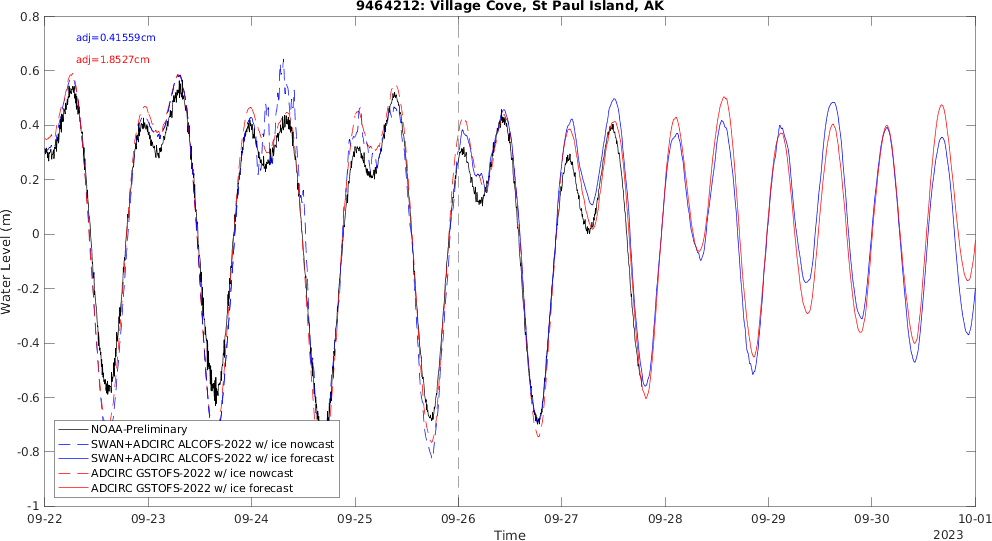 9464212: Village Cove, St Paul Island, AK
adj=0.41559cm
adj=1.8527cm
Water Level (m)
0.8
0.6
0.4
0.2
0
-0.2
-0.4
-0.6
-0.8
-1
NOAA-Preliminary
SWAN+ADCIRC ALCOFS-2022 w/ ice nowcast
SWAN+ADCIRC ALCOFS-2022 w/ ice forecast
ADCIRC GSTOFS-2022 w/ ice nowcast
ADCIRC GSTOFS-2022 w/ ice forecast
09-22 09-23 09-24 09-25 09-26 09-27 09-28 09-29 09-30 10-01
Time
2023